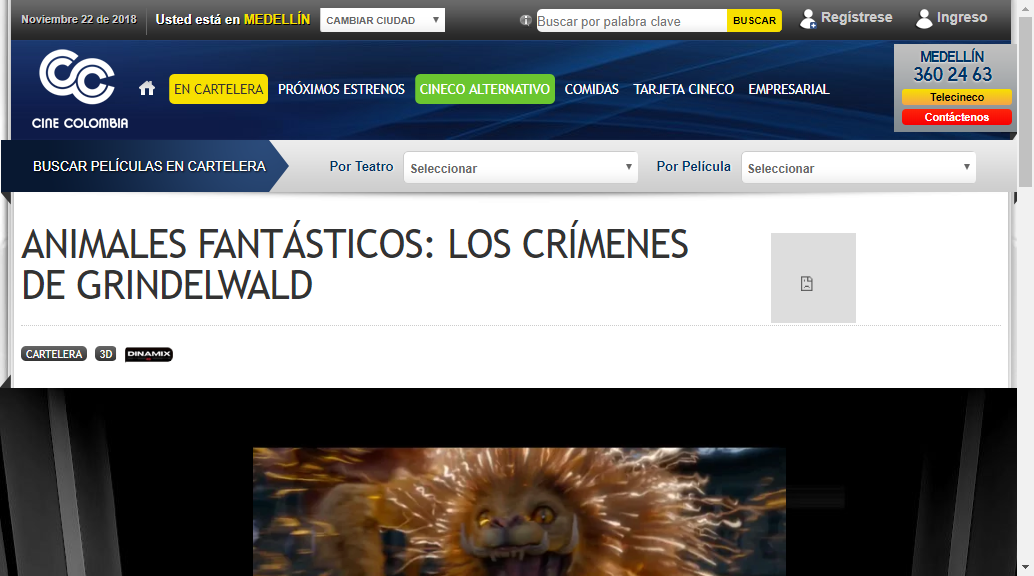 Noviembre 22 de 2018
Usted está en MEDELLÍN
CAMBIAR CIUDAD
Buscar por palabra clave
BUSCAR
Regístrese
Ingreso
CINE COLOMBIA
EN CARTELERA
PRÓXIMOS ESTRENOS
CINECO ALTERNATIVO
COMIDAS
TARJETA CINECO
EMPRESARIAL
MEDELLÍN
360 24 63
Telecineco
Contáctenos
BUSCAR PELÍCULAS EN CARTELERA
Por Teatro
Seleccionar
Por Película
Seleccionar
ANIMALES FANTÁSTICOS: LOS CRÍMENES
DE GRINDELWALD
CARTELERA
3D
DINAMIX